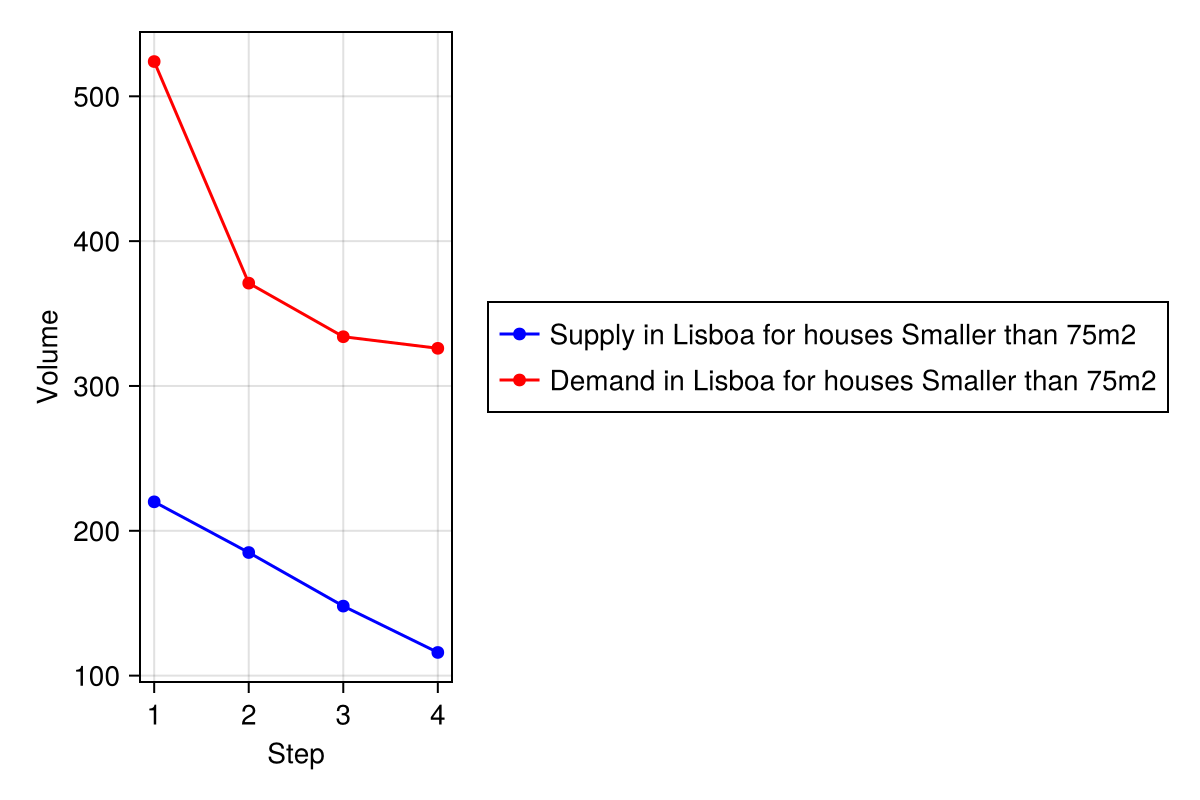 500
400
300
200
100
Volume
1 2 3 4
Step
Supply in Lisboa for houses Smaller than 75m2
Demand in Lisboa for houses Smaller than 75m2